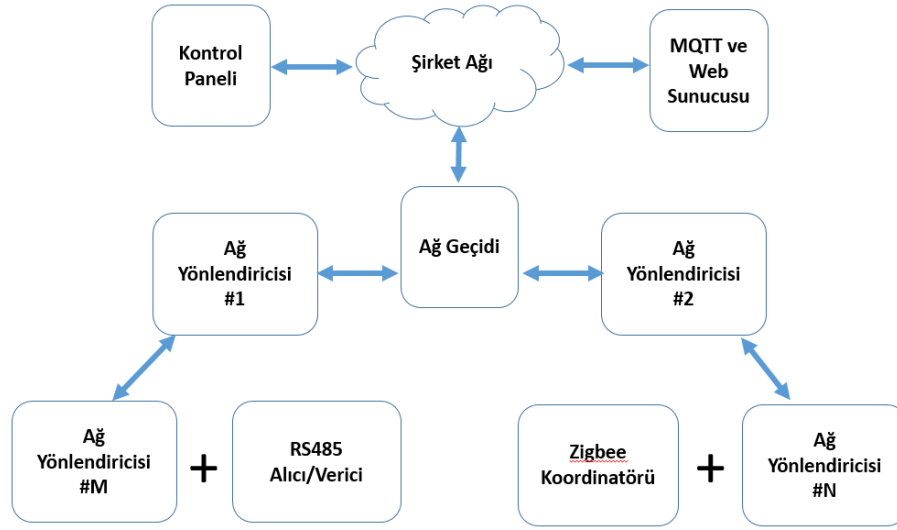 Kontrol
Paneli
Şirket Ağı
MQTT ve
Web
Sunucusu
Ağ
Yönlendiricisi
#1
Ağ Geçidi
Ağ
Yönlendiricisi
#2
Ağ
Yönlendiricisi
#M
+
RS485
Alıcı/Verici
Zigbee
Koordinatörü
+
Ağ
Yönlendiricisi
#N